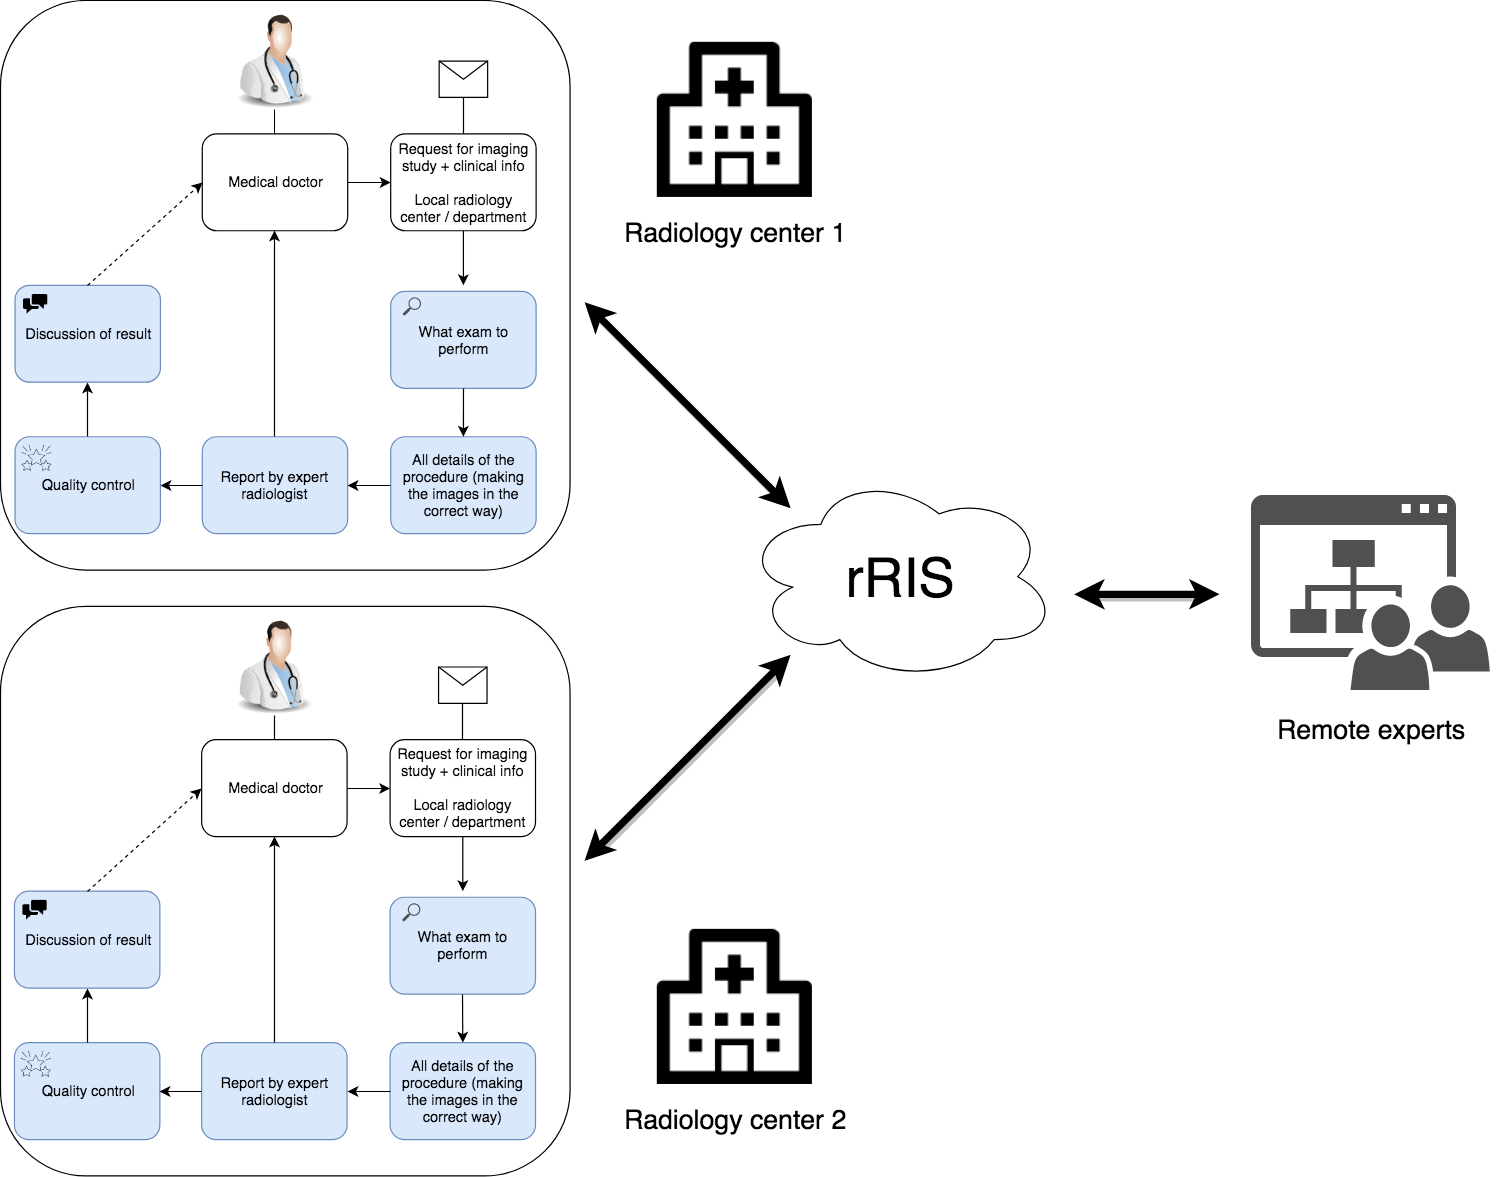 Medical doctor
Request for imaging
study + clinical info
Local radiology
center / department
Radiology center 1
Discussion of result
What exam to
perform
Quality control
Report by expert
radiologist
All details of the
procedure (making
the images in the
correct way)
rRIS
Remote experts
Medical doctor
Request for imaging
study + clinical info
Local radiology
center / department
Discussion of result
What exam to
perform
Quality control
Report by expert
radiologist
All details of the
procedure (making
the images in the
correct way)
Radiology center 2